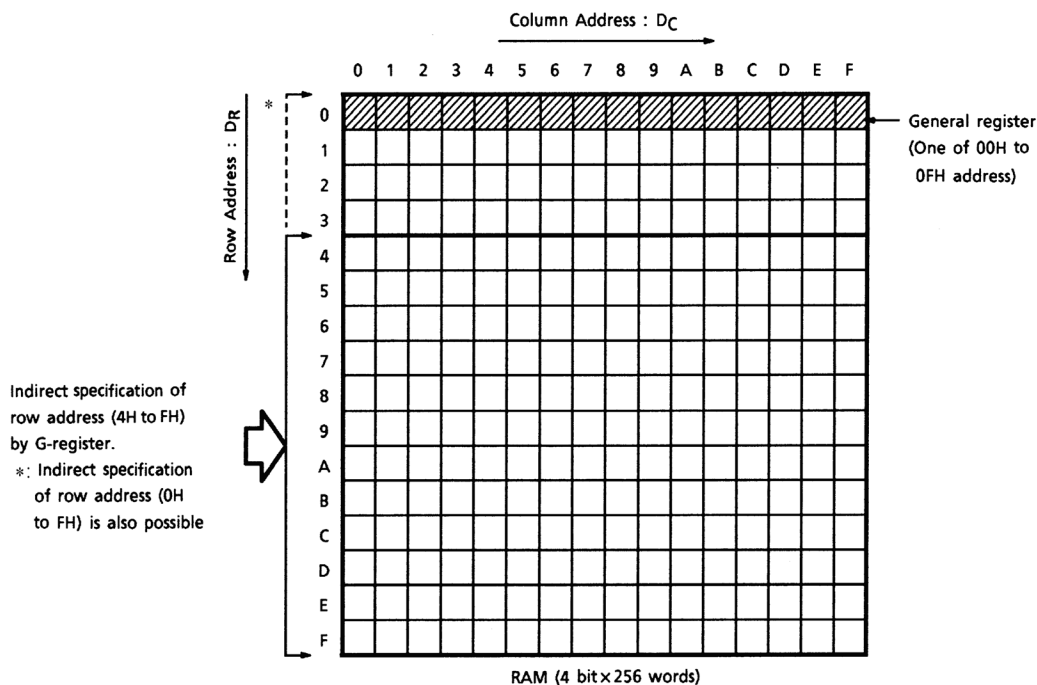 Column Address : DC
0 1 2 3 4 5 6 7 8 9 A B C D E F
Row Address : DR
*
0
1
2
3
4
5
6
7
8
9
A
B
C
D
E
F
General register
(One of 00H to
0FH address)
Indirect specification of
row address (4H to FH)
by G-register.
*: Indirect specification
of row address (0H
to FH) is also possible
RAM (4 bit×256 words)